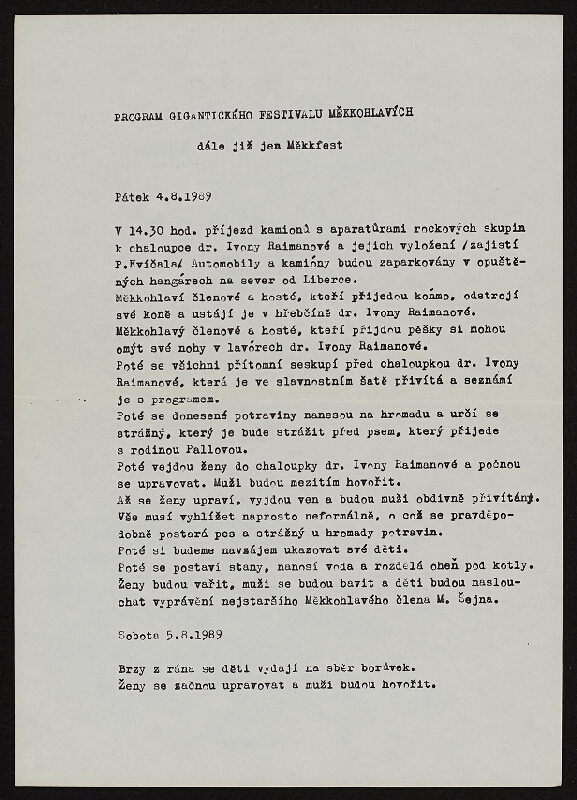 PROGRAM GIGANTICKÉHO FESTIVALU MĚKKOHLAVÝCH
dále již jen Měkkfest
Pátek 4.8.1989
V 14.30 hod. příjezd kamionů s aparatůrami rockových skupin
k chaloupce dr. Ivony Raimanové a jejich vyložení /zajistí
P.Kvíčala/ Automobily a kamióny budou zaparkovány v opuště-
ných hangárech na sever od Liberce.
Měkkohlaví členové a hosté, kteří přijedou koňmo, odstrojí
své koně a ustájí je v hřebčíně dr. Ivony Raimanové.
Měkkohlavý členové a hosté, kteří přijdou pěšky si mohou
omýt své nohy v lavórech dr. Ivony Raimanové.
Poté se všichni přítomní seskupí před chaloupkou dr. Ivony
Raimanové, která je ve slavnostním šatě přivítá a seznámí
je s programem.
Poté se donesené potraviny nanesou na hromadu a určí se
strážný, který je bude strážit před psem, který přijede
s rodinou Pallovou.
Poté vejdou ženy do chaloupky dr. Ivony Raimanové a počnou
se upravovat. Muži budou mezitím hovořit.
Až se ženy upraví, vyjdou ven a budou muži obdivně přivítány.
Vše musí vyhlížet naprosto neformálně, o což se pravděpo-
dobně postará pes a strážný u hromady potravin.
Poté si budeme navzájem ukazovat své děti.
Poté se postaví stany, nanosí voda a rozdělá oheň pod kotly.
Ženy budou vařit, muži se budou bavit a děti budou naslou-
chat vyprávění nejstaršího Měkkohlavého člena M. Šejna.
Sobota 5.8.1989
Brzy z rána se děti vydají na sběr borůvek.
Ženy se začnou upravovat a muži budou hovořit.